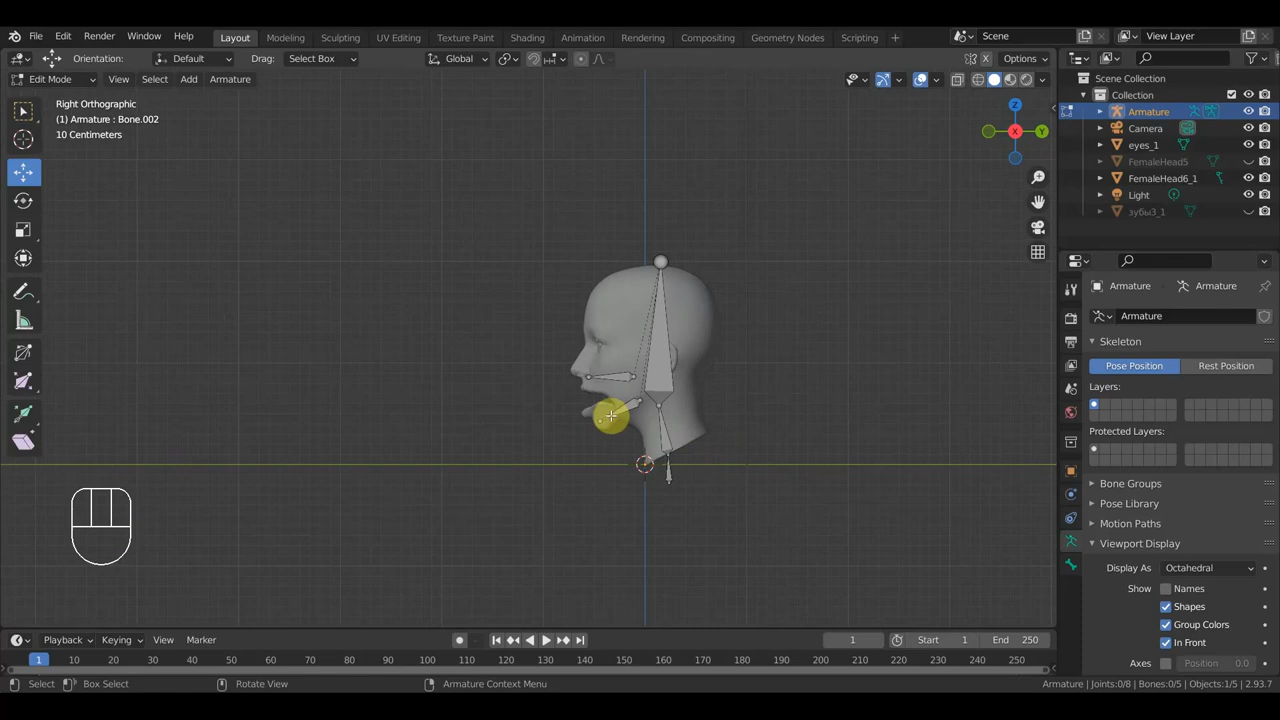 File Edit Render Window Help Layout Modeling Sculpting UV Editing Texture Paint Shading Animation Rendering Compositing Geometry Nodes Scripting + Scene View Layer
Orientation: Default Drag: Select Box Global Options
Edit Mode View Select Add Armature
Right Orthographic
(1) Armature : Bone.002
10 Centimeters
Z
Y
X
Scene Collection
Collection
Armature
Camera
eyes_1
FemaleHead5
FemaleHead6_1
Light
зубы3_1
Armature Armature
Armature
Skeleton
Pose Position Rest Position
Layers:
Protected Layers:
Bone Groups
Pose Library
Motion Paths
Viewport Display
Display As Octahedral
Show Names
Shapes
Group Colors
In Front
Axes Position 0.0
Playback Keying View Marker 1 Start 1 End 250
1 10 20 30 40 50 60 70 80 90 100 110 120 130 140 150 160 170 180 190 200 210 220 230 240 250
Select Box Select Rotate View Armature Context Menu Armature | Joints:0/8 | Bones:0/5 | Objects:1/5 | 2.93.7